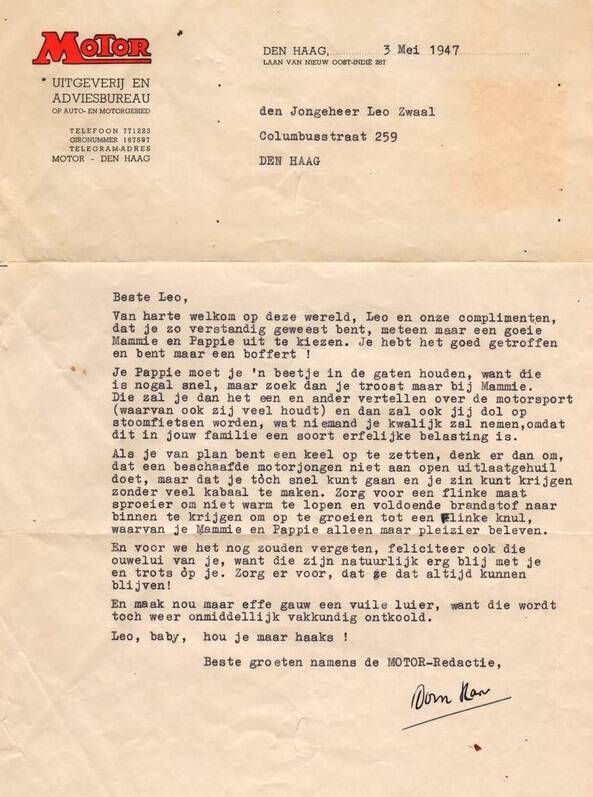 MOTOR
UITGEVERIJ EN
ADVIESBUREAU
OP AUTO- EN MOTORGEBIED
TELEFOON 771223
GIRONUMMER 167897
TELEGRAM-ADRES
MOTOR - DEN HAAG
DEN HAAG, 3 Mei 1947
LAAN VAN NIEUW OOST-INDIË 287
den Jongeheer Leo Zwaal
Columbusstraat 259
DEN HAAG
Beste Leo,
Van harte welkom op deze wereld, Leo en onze complimenten,
dat je zo verstandig geweest bent, meteen maar een goeie
Mammie en Pappie uit te kiezen. Je hebt het goed getroffen
en bent maar een boffert !
Je Pappie moet je 'n beetje in de gaten houden, want die
is nogal snel, maar zoek dan je troost maar bij Mammie.
Die zal je dan het een en ander vertellen over de motorsport
(waarvan ook zij veel houdt) en dan zal ook jij dol op
stoomfietsen worden, wat niemand je kwalijk zal nemen,omdat
dit in jouw familie een soort erfelijke belasting is.
Als je van plan bent een keel op te zetten, denk er dan om,
dat een beschaafde motorjongen niet aan open uitlaatgehuil
doet, maar dat je tòch snel kunt gaan en je zin kunt krijgen
zonder veel kabaal te maken. Zorg voor een flinke maat
sproeier om niet warm te lopen en voldoende brandstof naar
binnen te krijgen om op te groeien tot een flinke knul,
waarvan je Mammie en Pappie alleen maar pleizier beleven.
En voor we het nog zouden vergeten, feliciteer ook die
ouwelui van je, want die zijn natuurlijk erg blij met je
en trots óp je. Zorg er voor, dat ze dat altijd kunnen
blijven!
En maak nou maar effe gauw een vuile luier, want die wordt
toch weer onmiddellijk vakkundig ontkoold.
Leo, baby, hou je maar haaks !
Beste groeten namens de MOTOR-Redactie,